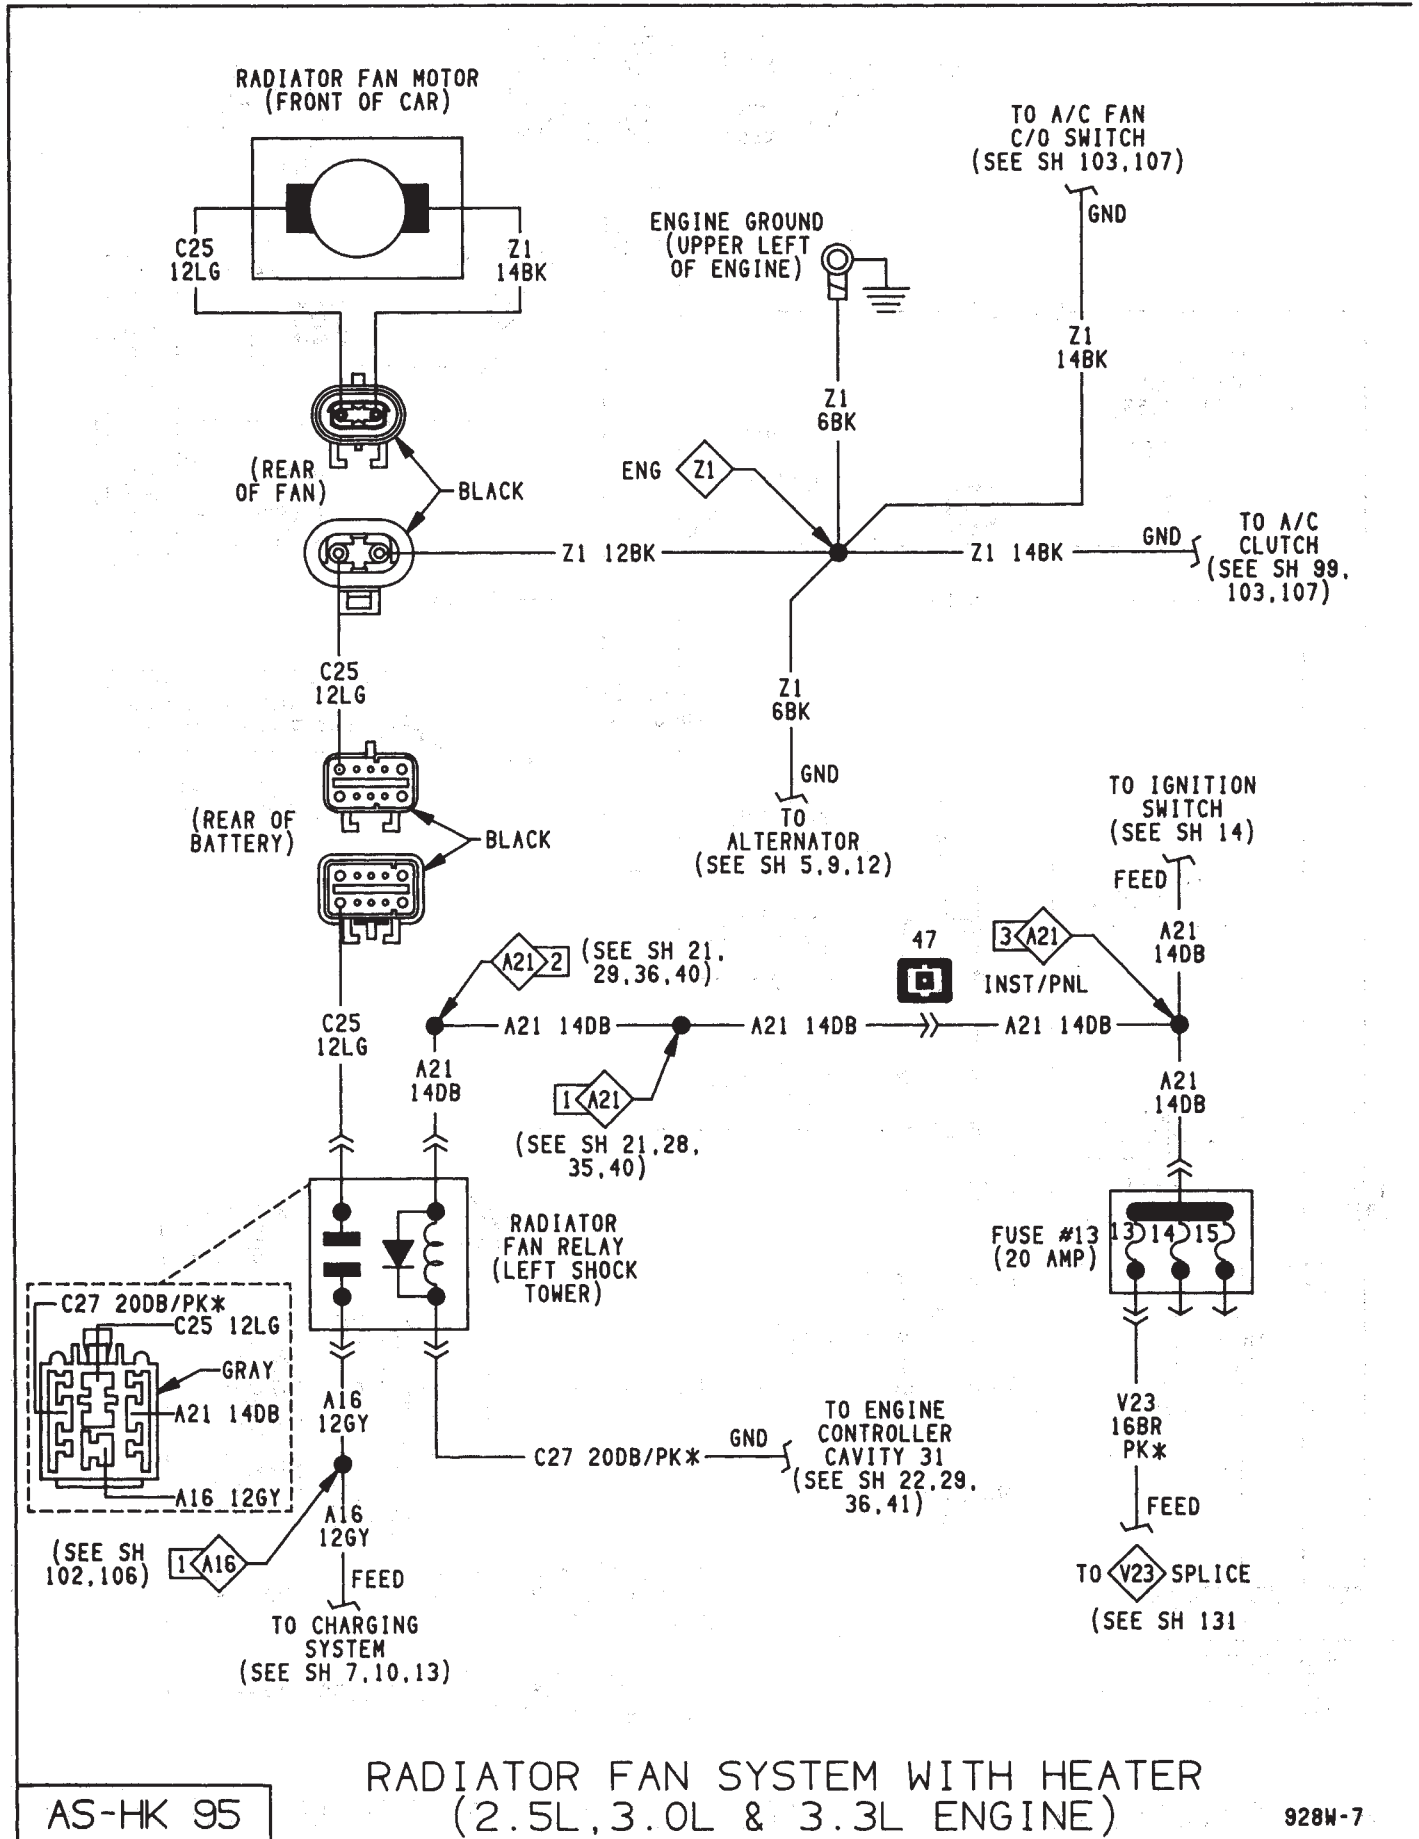 RADIATOR FAN MOTOR
(FRONT OF CAR)
C25
12LG
Z1
14BK
TO A/C FAN
C/O SWITCH
(SEE SH 103,107)
GND
ENGINE GROUND
(UPPER LEFT
OF ENGINE)
Z1
14BK
Z1
6BK
(REAR
OF FAN)
BLACK
ENG
Z1
Z1 12BK
Z1 14BK
GND
TO A/C
CLUTCH
(SEE SH 99,
103,107)
C25
12LG
Z1
6BK
GND
TO
ALTERNATOR
(SEE SH 5,9,12)
(REAR OF
BATTERY)
BLACK
TO IGNITION
SWITCH
(SEE SH 14)
FEED
A21
14DB
A21 2
(SEE SH 21,
29,36,40)
47
3 A21
INST/PNL
C25
12LG
A21 14DB
A21 14DB
A21 14DB
A21
14DB
1 A21
(SEE SH 21,28,
35,40)
A21
14DB
RADIATOR
FAN RELAY
(LEFT SHOCK
TOWER)
FUSE #13
(20 AMP)
13 14 15
C27 20DB/PK*
C25 12LG
GRAY
A21 14DB
A16 12GY
A16
12GY
C27 20DB/PK*
GND
TO ENGINE
CONTROLLER
CAVITY 31
(SEE SH 22,29,
36,41)
V23
16BR
PK*
FEED
TO V23 SPLICE
(SEE SH 131
A16
12GY
(SEE SH
102,106)
1 A16
FEED
TO CHARGING
SYSTEM
(SEE SH 7,10,13)
RADIATOR FAN SYSTEM WITH HEATER
(2.5L,3.0L & 3.3L ENGINE)
AS-HK 95
928W-7